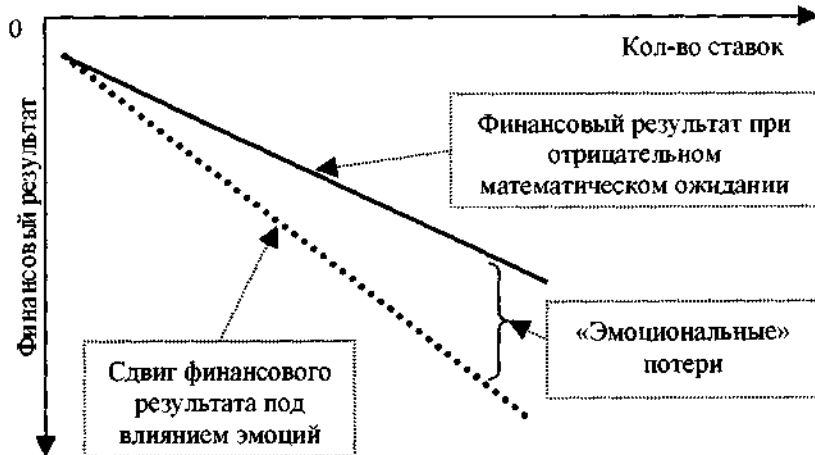 0
Кол-во ставок
Финансовый результат
Финансовый результат при
отрицательном
математическом ожидании
«Эмоциональные»
потери
Сдвиг финансового
результата под
влиянием эмоций